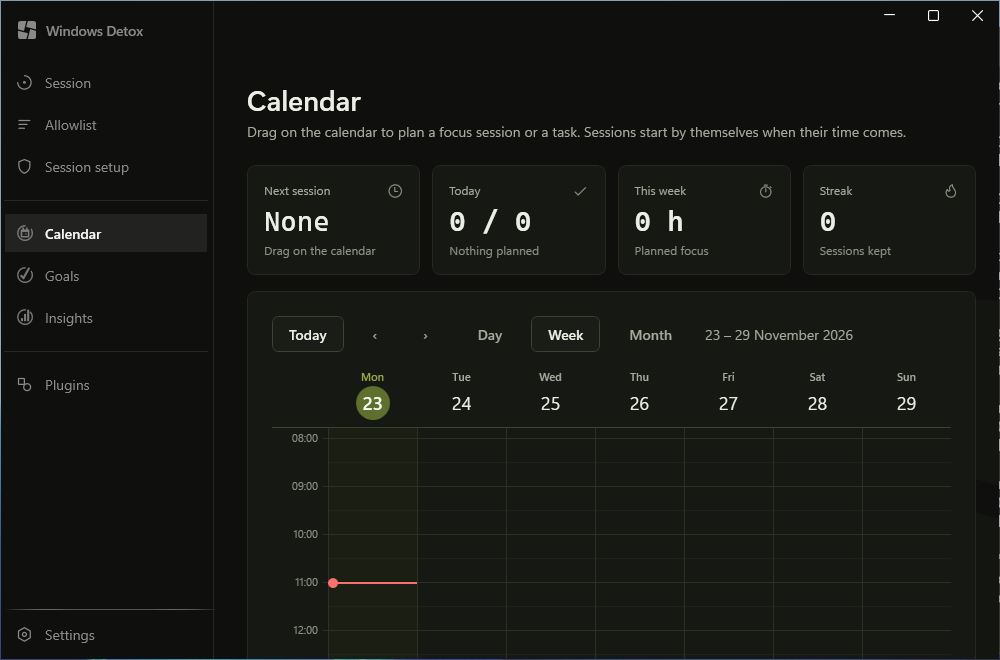 Windows Detox
Session
Allowlist
Session setup
Calendar
Goals
Insights
Plugins
Settings
Calendar
Drag on the calendar to plan a focus session or a task. Sessions start by themselves when their time comes.
Next session
None
Drag on the calendar
Today
0 / 0
Nothing planned
This week
0 h
Planned focus
Streak
0
Sessions kept
Today ‹ › Day Week Month 23 – 29 November 2026
Mon Tue Wed Thu Fri Sat Sun
23 24 25 26 27 28 29
08:00
09:00
10:00
11:00
12:00